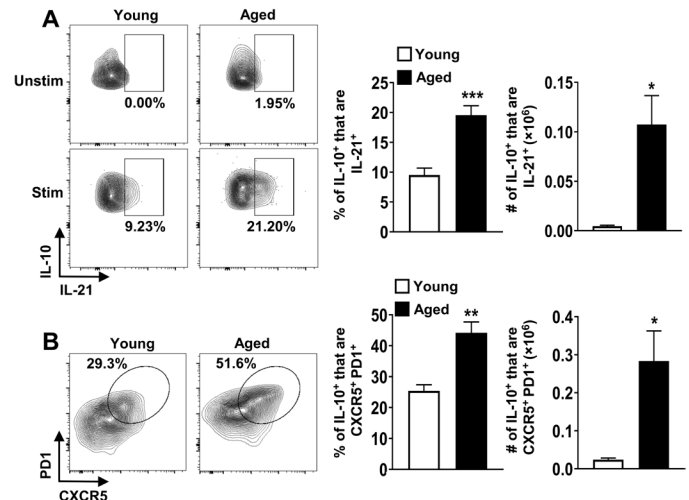 A
Young
Aged
Unstim
0.00%
1.95%
Stim
9.23%
21.20%
IL-10
IL-21
Young
Aged
% of IL-10⁺ that are
IL-21⁺
25
20
15
10
5
0
***
# of IL-10⁺ that are
IL-21⁺ (×10⁶)
0.15
0.10
0.05
0.00
*
B
Young
Aged
29.3%
51.6%
PD1
CXCR5
Young
Aged
% of IL-10⁺ that are
CXCR5⁺ PD1⁺
50
40
30
20
10
0
**
# of IL-10⁺ that are
CXCR5⁺ PD1⁺ (×10⁶)
0.4
0.3
0.2
0.1
0.0
*